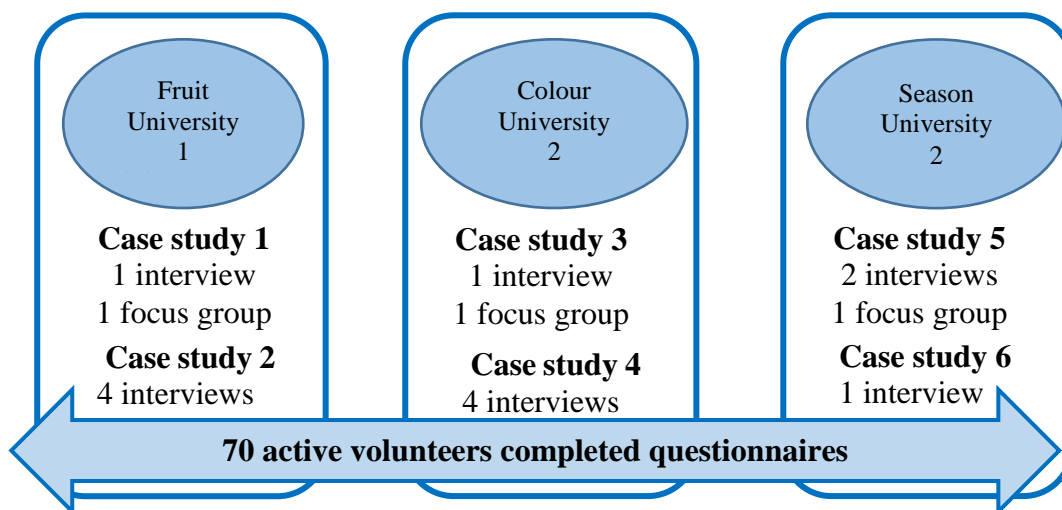 Fruit
University
1
Case study 1
1 interview
1 focus group
Case study 2
4 interviews
Colour
University
2
Case study 3
1 interview
1 focus group
Case study 4
4 interviews
Season
University
2
Case study 5
2 interviews
1 focus group
Case study 6
1 interview
70 active volunteers completed questionnaires